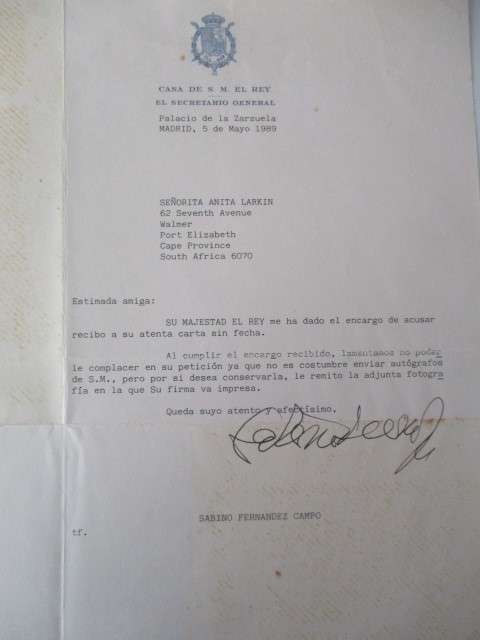 CASA DE S. M. EL REY
EL SECRETARIO GENERAL
Palacio de la Zarzuela
MADRID, 5 de Mayo 1989
SEÑORITA ANITA LARKIN
62 Seventh Avenue
Walmer
Port Elizabeth
Cape Province
South Africa 6070
Estimada amiga:
SU MAJESTAD EL REY me ha dado el encargo de acusar
recibo a su atenta carta sin fecha.
Al cumplir el encargo recibido, lamentamos no poder
le complacer en su petición ya que no es costumbre enviar autógrafos
de S.M., pero por si desea conservarla, le remito la adjunta fotogra
fía en la que Su firma va impresa.
Queda suyo atento y afectísimo,
SABINO FERNANDEZ CAMPO
tf.